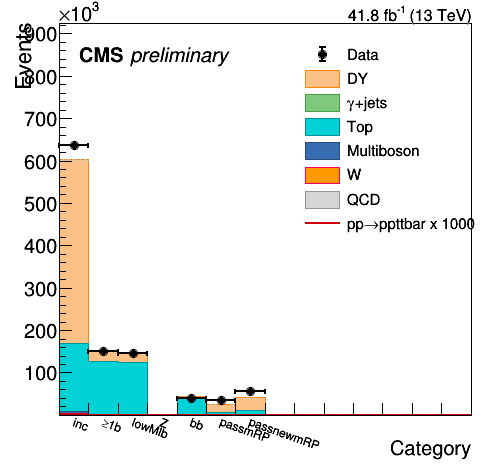 ×10³
41.8 fb⁻¹ (13 TeV)
Events
CMS preliminary
900
800
700
600
500
400
300
200
100
Data
DY
γ+jets
Top
Multiboson
W
QCD
pp→ppttbar x 1000
inc
≥1b
lowMlb
Z
bb
passmRP
passnewmRP
Category